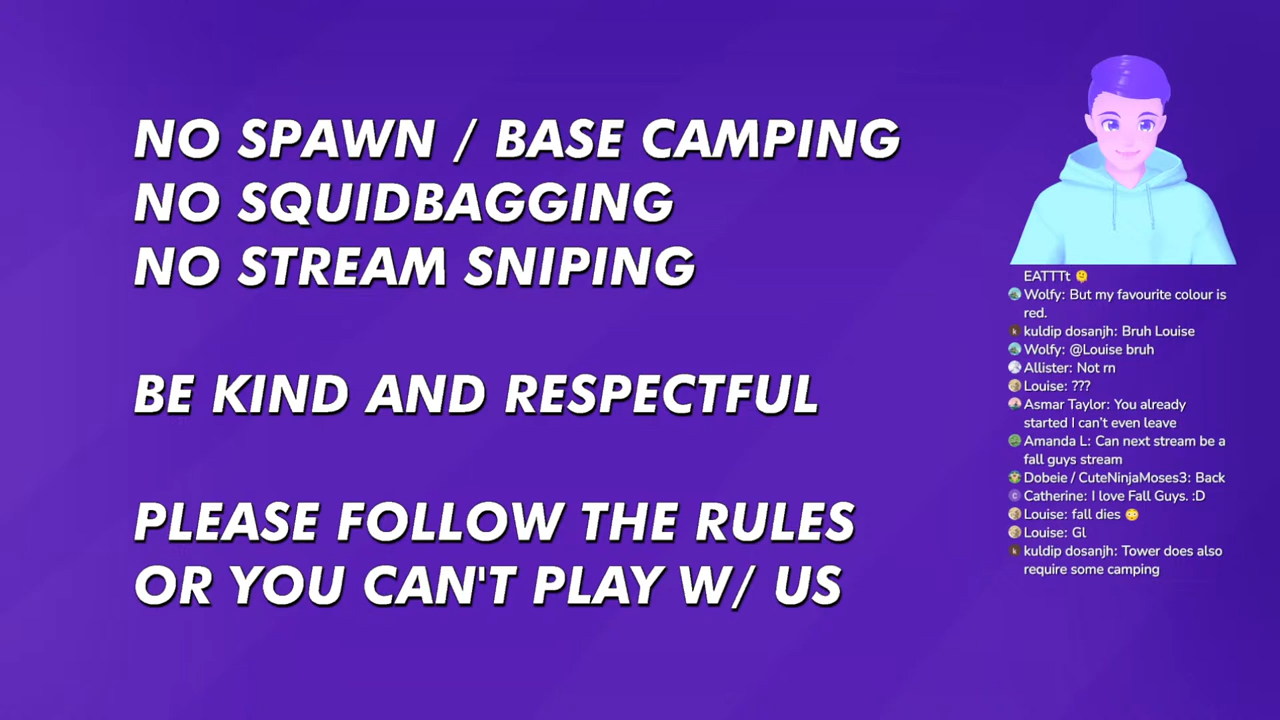 NO SPAWN / BASE CAMPING
NO SQUIDBAGGING
NO STREAM SNIPING
BE KIND AND RESPECTFUL
PLEASE FOLLOW THE RULES
OR YOU CAN'T PLAY W/ US
EATTTt 🫠
Wolfy: But my favourite colour is
red.
kuldip dosanjh: Bruh Louise
Wolfy: @Louise bruh
Allister: Not rn
Louise: ???
Asmar Taylor: You already
started I can't even leave
Amanda L: Can next stream be a
fall guys stream
Dobeie / CuteNinjaMoses3: Back
Catherine: I love Fall Guys. :D
Louise: fall dies 😳
Louise: Gl
kuldip dosanjh: Tower does also
require some camping